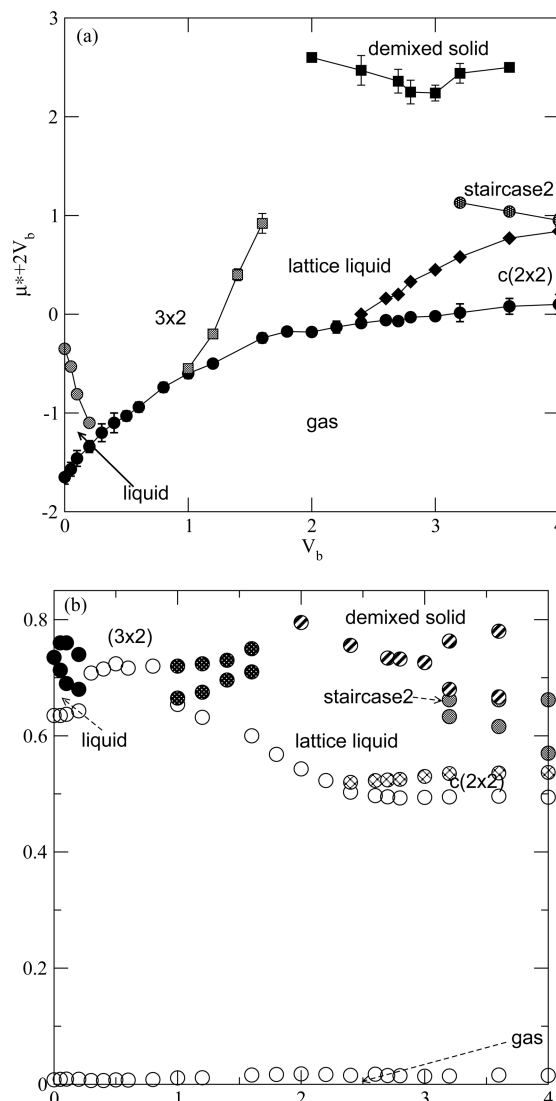 (a)
3
demixed solid
2
staircase2
1
μ*+2V_b
lattice liquid
3x2
c(2x2)
0
gas
-1
liquid
-2
0
1
2
3
4
V_b
(b)
0.8
(3x2)
demixed solid
staircase2
liquid
lattice liquid
0.6
c(2x2)
0.4
0.2
gas
0
0
1
2
3
4